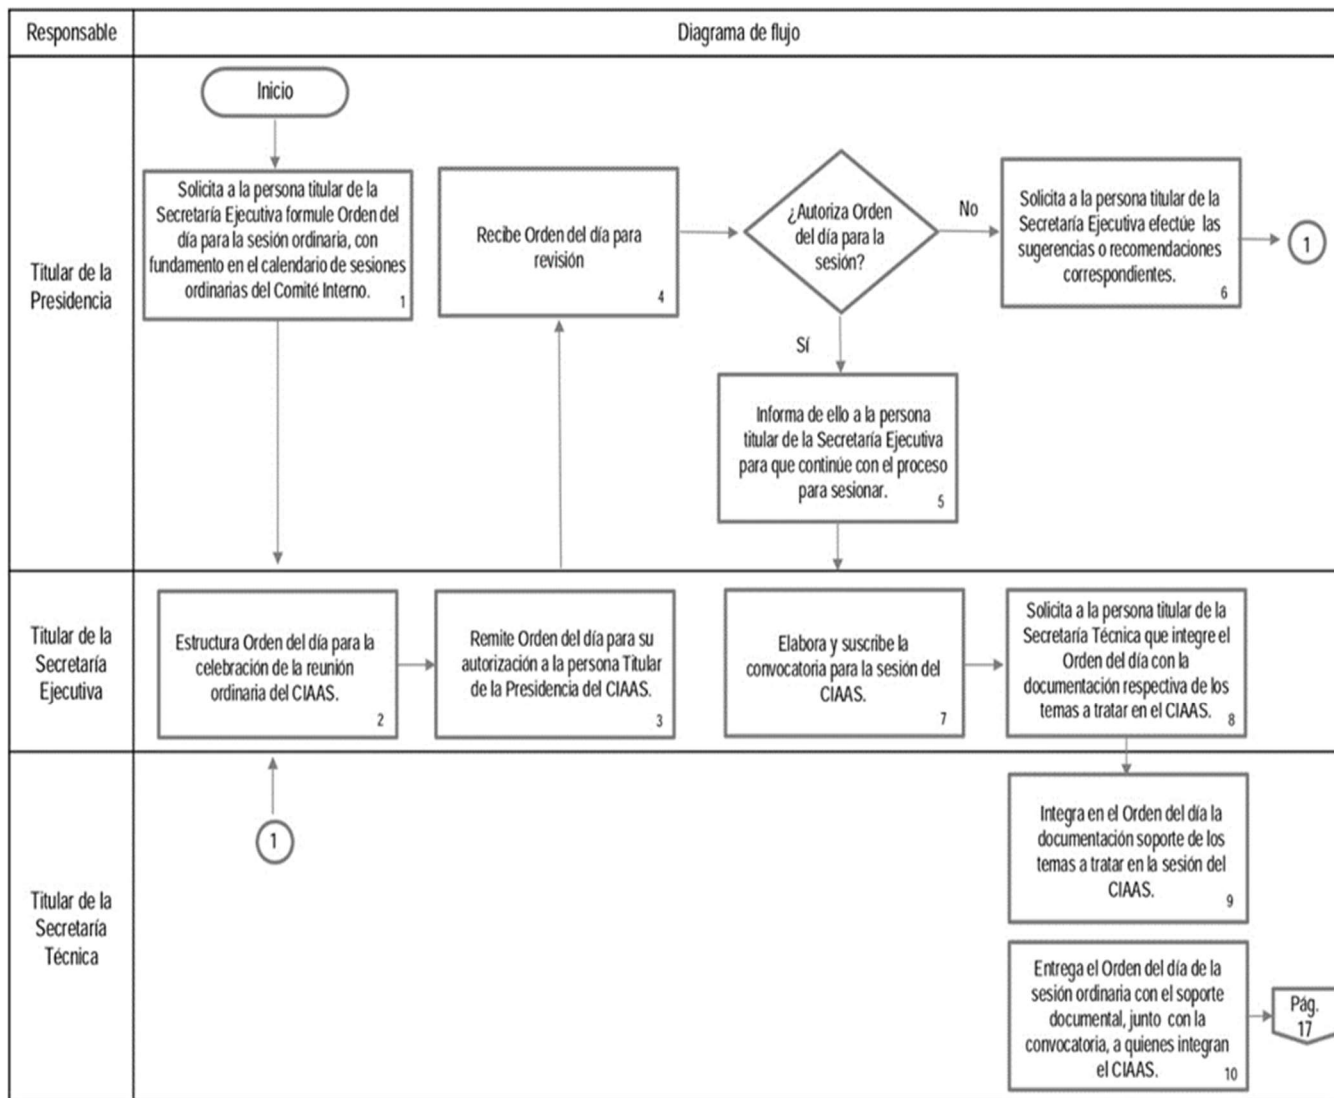 Responsable
Diagrama de flujo
Titular de la
Presidencia
Inicio
Solicita a la persona titular de la
Secretaría Ejecutiva formule Orden del
día para la sesión ordinaria, con
fundamento en el calendario de sesiones
ordinarias del Comité Interno.
1
Recibe Orden del día para
revisión
4
¿Autoriza Orden
del día para la
sesión?
No
Solicita a la persona titular de la
Secretaría Ejecutiva efectúe las
sugerencias o recomendaciones
correspondientes.
6
1
Sí
Informa de ello a la persona
titular de la Secretaría Ejecutiva
para que continúe con el proceso
para sesionar.
5
Titular de la
Secretaría
Ejecutiva
Estructura Orden del día para la
celebración de la reunión
ordinaria del CIAAS.
2
Remite Orden del día para su
autorización a la persona Titular
de la Presidencia del CIAAS.
3
Elabora y suscribe la
convocatoria para la sesión del
CIAAS.
7
Solicita a la persona titular de la
Secretaría Técnica que integre el
Orden del día con la
documentación respectiva de los
temas a tratar en el CIAAS.
8
Titular de la
Secretaría
Técnica
1
Integra en el Orden del día la
documentación soporte de los
temas a tratar en la sesión del
CIAAS.
9
Entrega el Orden del día de la
sesión ordinaria con el soporte
documental, junto con la
convocatoria, a quienes integran
el CIAAS.
10
Pág.
17